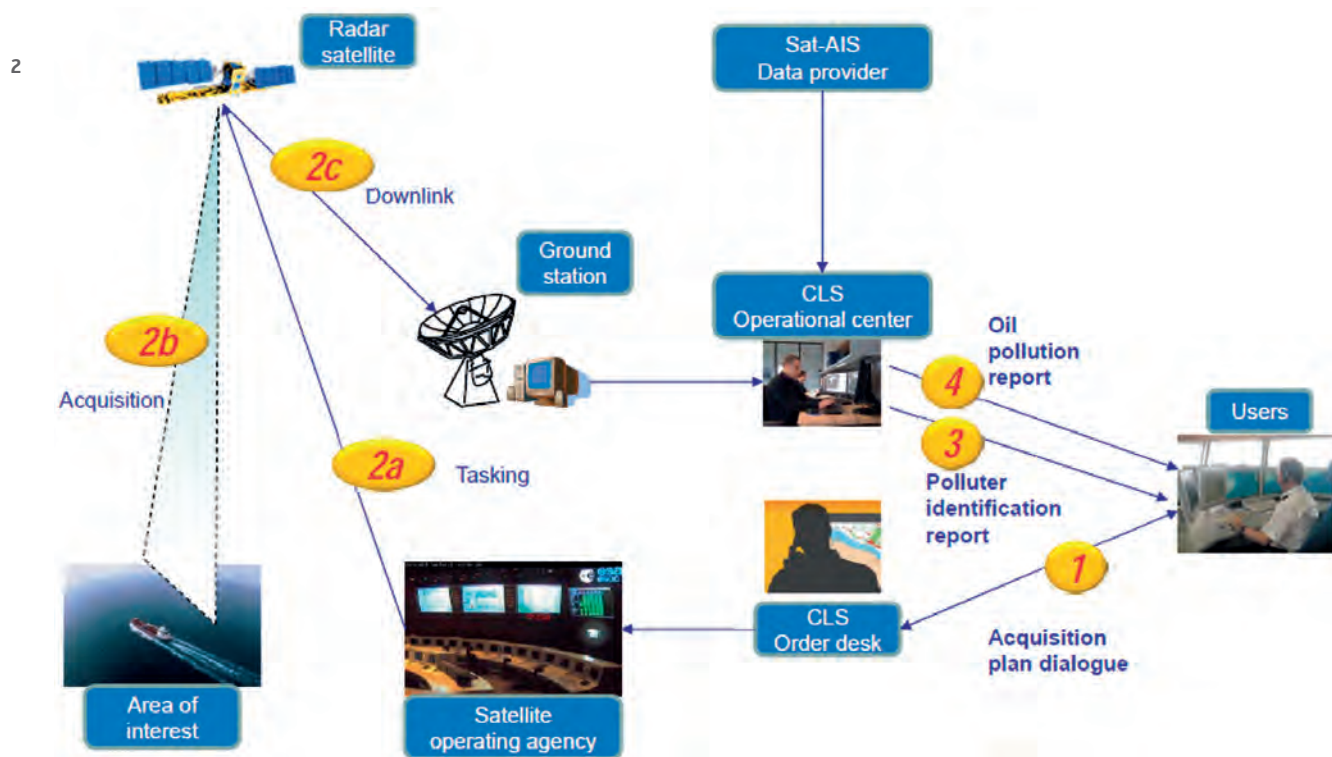 2
Radar
satellite
Sat-AIS
Data provider
2c
Downlink
Ground
station
CLS
Operational center
2b
Acquisition
Oil
pollution
report
4
Users
3
2a
Tasking
Polluter
identification
report
1
CLS
Order desk
Acquisition
plan dialogue
Area of
interest
Satellite
operating agency